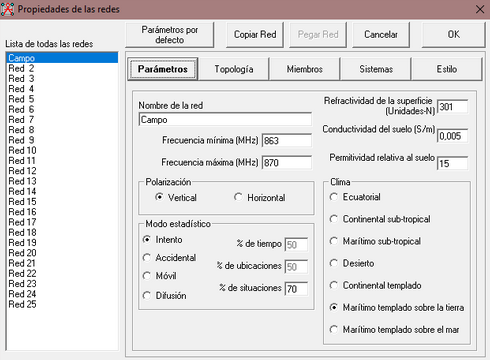 Propiedades de las redes
Parámetros por defecto
Copiar Red
Pegar Red
Cancelar
OK
Lista de todas las redes
Campo
Red 2
Red 3
Red 4
Red 5
Red 6
Red 7
Red 8
Red 9
Red 10
Red 11
Red 12
Red 13
Red 14
Red 15
Red 16
Red 17
Red 18
Red 19
Red 20
Red 21
Red 22
Red 23
Red 24
Red 25
Parámetros
Topología
Miembros
Sistemas
Estilo
Nombre de la red
Campo
Frecuencia mínima (MHz) 863
Frecuencia máxima (MHz) 870
Polarización
Vertical
Horizontal
Modo estadístico
Intento
Accidental
Móvil
Difusión
% de tiempo 50
% de ubicaciones 50
% de situaciones 70
Refractividad de la superficie
(Unidades-N) 301
Conductividad del suelo (S/m) 0,005
Permitividad relativa al suelo 15
Clima
Ecuatorial
Continental sub-tropical
Marítimo sub-tropical
Desierto
Continental templado
Marítimo templado sobre la tierra
Marítimo templado sobre el mar